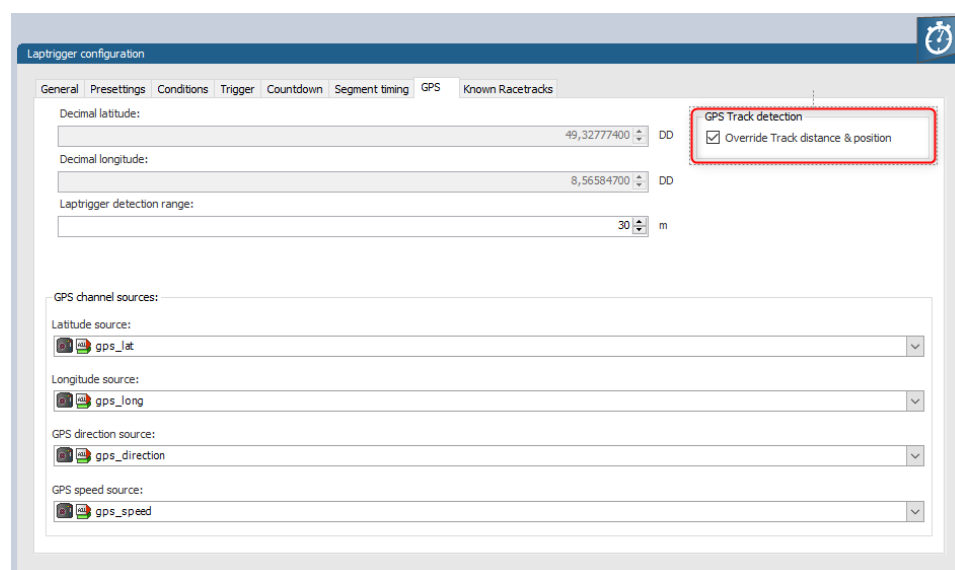 Laptrigger configuration
General Presettings Conditions Trigger Countdown Segment timing GPS Known Racetracks
Decimal latitude:
49,32777400 DD
Decimal longitude:
8,56584700 DD
Laptrigger detection range:
30 m
GPS Track detection
Override Track distance & position
GPS channel sources:
Latitude source:
gps_lat
Longitude source:
gps_long
GPS direction source:
gps_direction
GPS speed source:
gps_speed